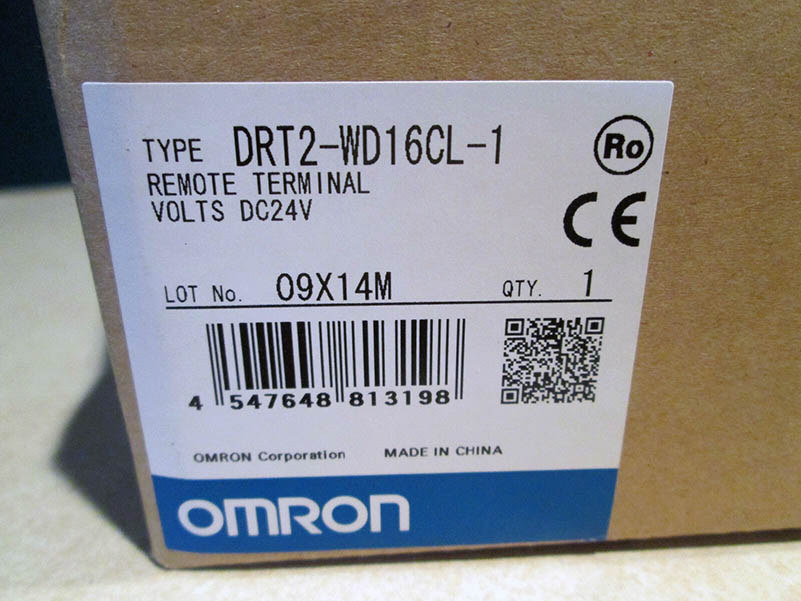 TYPE DRT2-WD16CL-1
Ro
REMOTE TERMINAL
VOLTS DC24V
CE
LOT No. 09X14M QTY. 1
4 547648 813198
OMRON Corporation MADE IN CHINA
OMRON